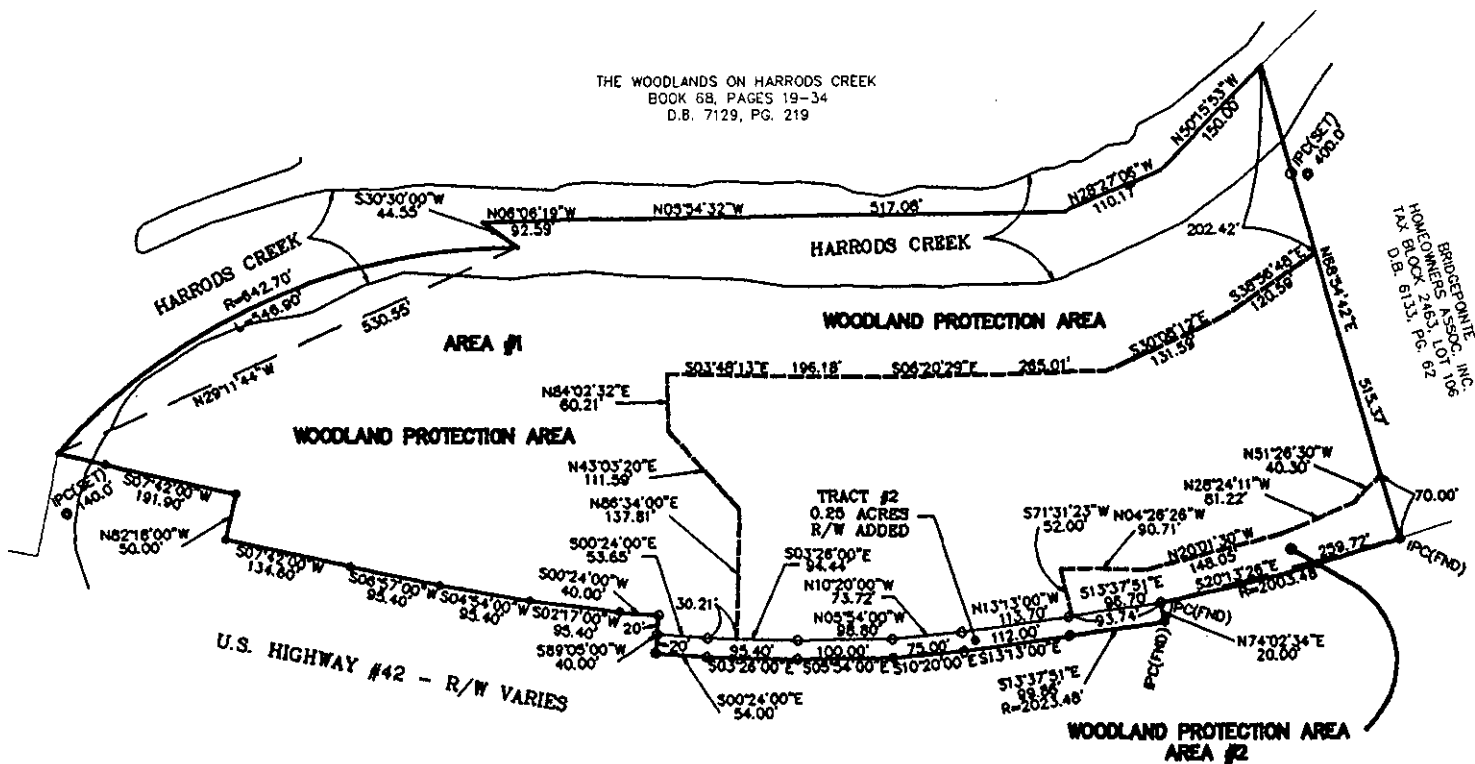 THE WOODLANDS ON HARRODS CREEK
BOOK 68, PAGES 19-34
D.B. 7129, PG. 219
N50°15'53"W
150.00'
IPC(SET)
400.0'
S30°30'00"W
44.55'
N06°06'19"W
92.59'
N05°54'32"W
517.06'
N28°27'06"W
110.17'
HARRODS CREEK
HARRODS CREEK
202.42'
BRIDGEPOINTE
HOMEOWNERS ASSOC, INC.
TAX BLOCK 2463, LOT 106
D.B. 6133, PG. 62
N68°54'42"E
515.37'
R=642.70'
L=546.90'
530.55'
N29°11'44"W
S38°56'48"E
120.59'
WOODLAND PROTECTION AREA
AREA #1
S30°08'12"E
131.59'
S03°48'13"E
196.18'
S06°20'29"E
265.01'
N84°02'32"E
60.21'
WOODLAND PROTECTION AREA
N43°03'20"E
111.59'
N86°34'00"E
137.81'
N51°26'30"W
40.30'
N28°24'11"W
81.22'
70.00'
IPC(SET)
140.0'
S07°42'00"W
191.90'
TRACT #2
0.26 ACRES
R/W ADDED
S71°31'23"W
52.00'
N04°26'26"W
90.71'
N20°01'30"W
148.05'
N82°18'00"W
50.00'
S07°42'00"W
134.60'
S00°24'00"E
53.65'
S03°26'00"E
94.44'
N10°20'00"W
73.72'
259.77'
S20°13'26"E
R=2003.48'
IPC(FND)
S06°57'00"W
95.40'
S04°54'00"W
95.40'
S02°17'00"W
95.40'
S00°24'00"W
40.00'
30.21'
N05°54'00"W
98.80'
N13°13'00"W
113.70'
S13°37'51"E
96.70'
93.74'
IPC(FND)
20'
20'
S89°05'00"W
40.00'
95.40'
100.00'
75.00'
112.00'
S03°26'00"E
S05°54'00"E
S10°20'00"E
S13°13'00"E
N74°02'34"E
20.00'
IPC(FND)
U.S. HIGHWAY #42 - R/W VARIES
S00°24'00"E
54.00'
S13°37'51"E
R=2023.48'
WOODLAND PROTECTION AREA
AREA #2